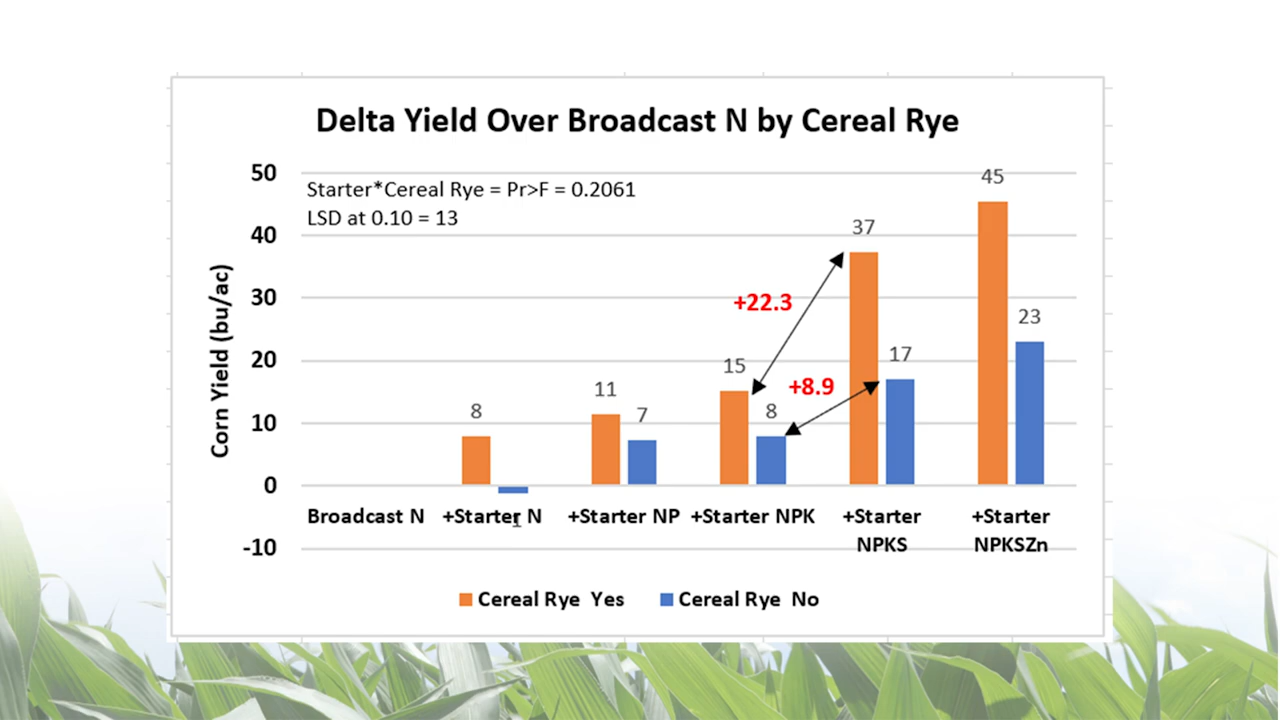 Delta Yield Over Broadcast N by Cereal Rye
Starter*Cereal Rye = Pr>F = 0.2061
LSD at 0.10 = 13
Corn Yield (bu/ac)
50
40
30
20
10
0
-10
8
11
7
15
8
37
17
45
23
+22.3
+8.9
Broadcast N
+Starter N
+Starter NP
+Starter NPK
+Starter
NPKS
+Starter
NPKSZn
Cereal Rye Yes
Cereal Rye No